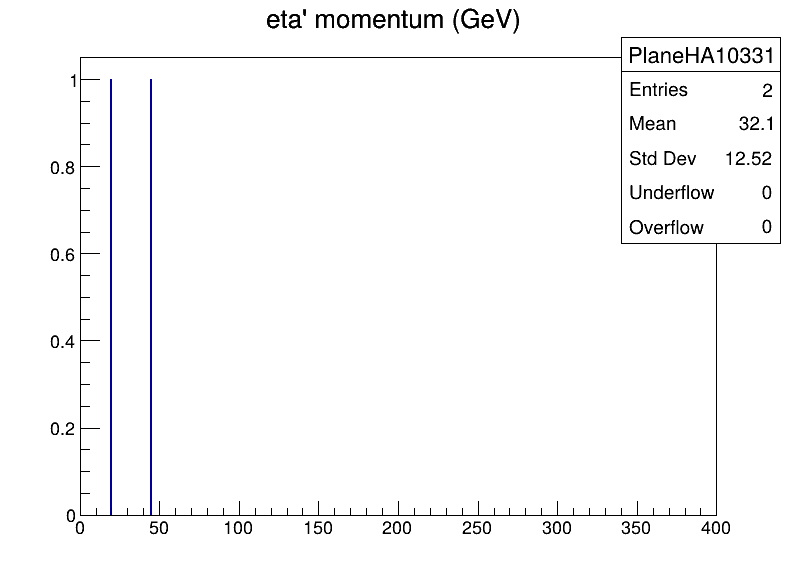 eta' momentum (GeV)
PlaneHA10331
Entries 2
Mean 32.1
Std Dev 12.52
Underflow 0
Overflow 0
1
0.8
0.6
0.4
0.2
0
0 50 100 150 200 250 300 350 400